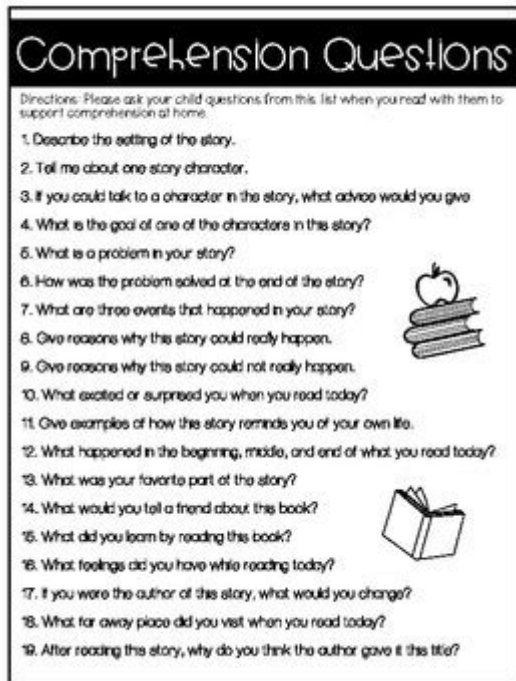 Comprehension Questions
Directions: Please ask your child questions from this list when you read with them to
support comprehension at home.
1. Describe the setting of the story.
2. Tell me about one story character.
3. If you could talk to a character in the story, what advice would you give
4. What is the goal of one of the characters in this story?
5. What is a problem in your story?
6. How was the problem solved at the end of the story?
7. What are three events that happened in your story?
8. Give reasons why this story could really happen.
9. Give reasons why this story could not really happen.
10. What excited or surprised you when you read today?
11. Give examples of how this story reminds you of your own life.
12. What happened in the beginning, middle, and end of what you read today?
13. What was your favorite part of the story?
14. What would you tell a friend about this book?
15. What did you learn by reading this book?
16. What feelings did you have while reading today?
17. If you were the author of this story, what would you change?
18. What far away place did you visit when you read today?
19. After reading this story, why do you think the author gave it this title?